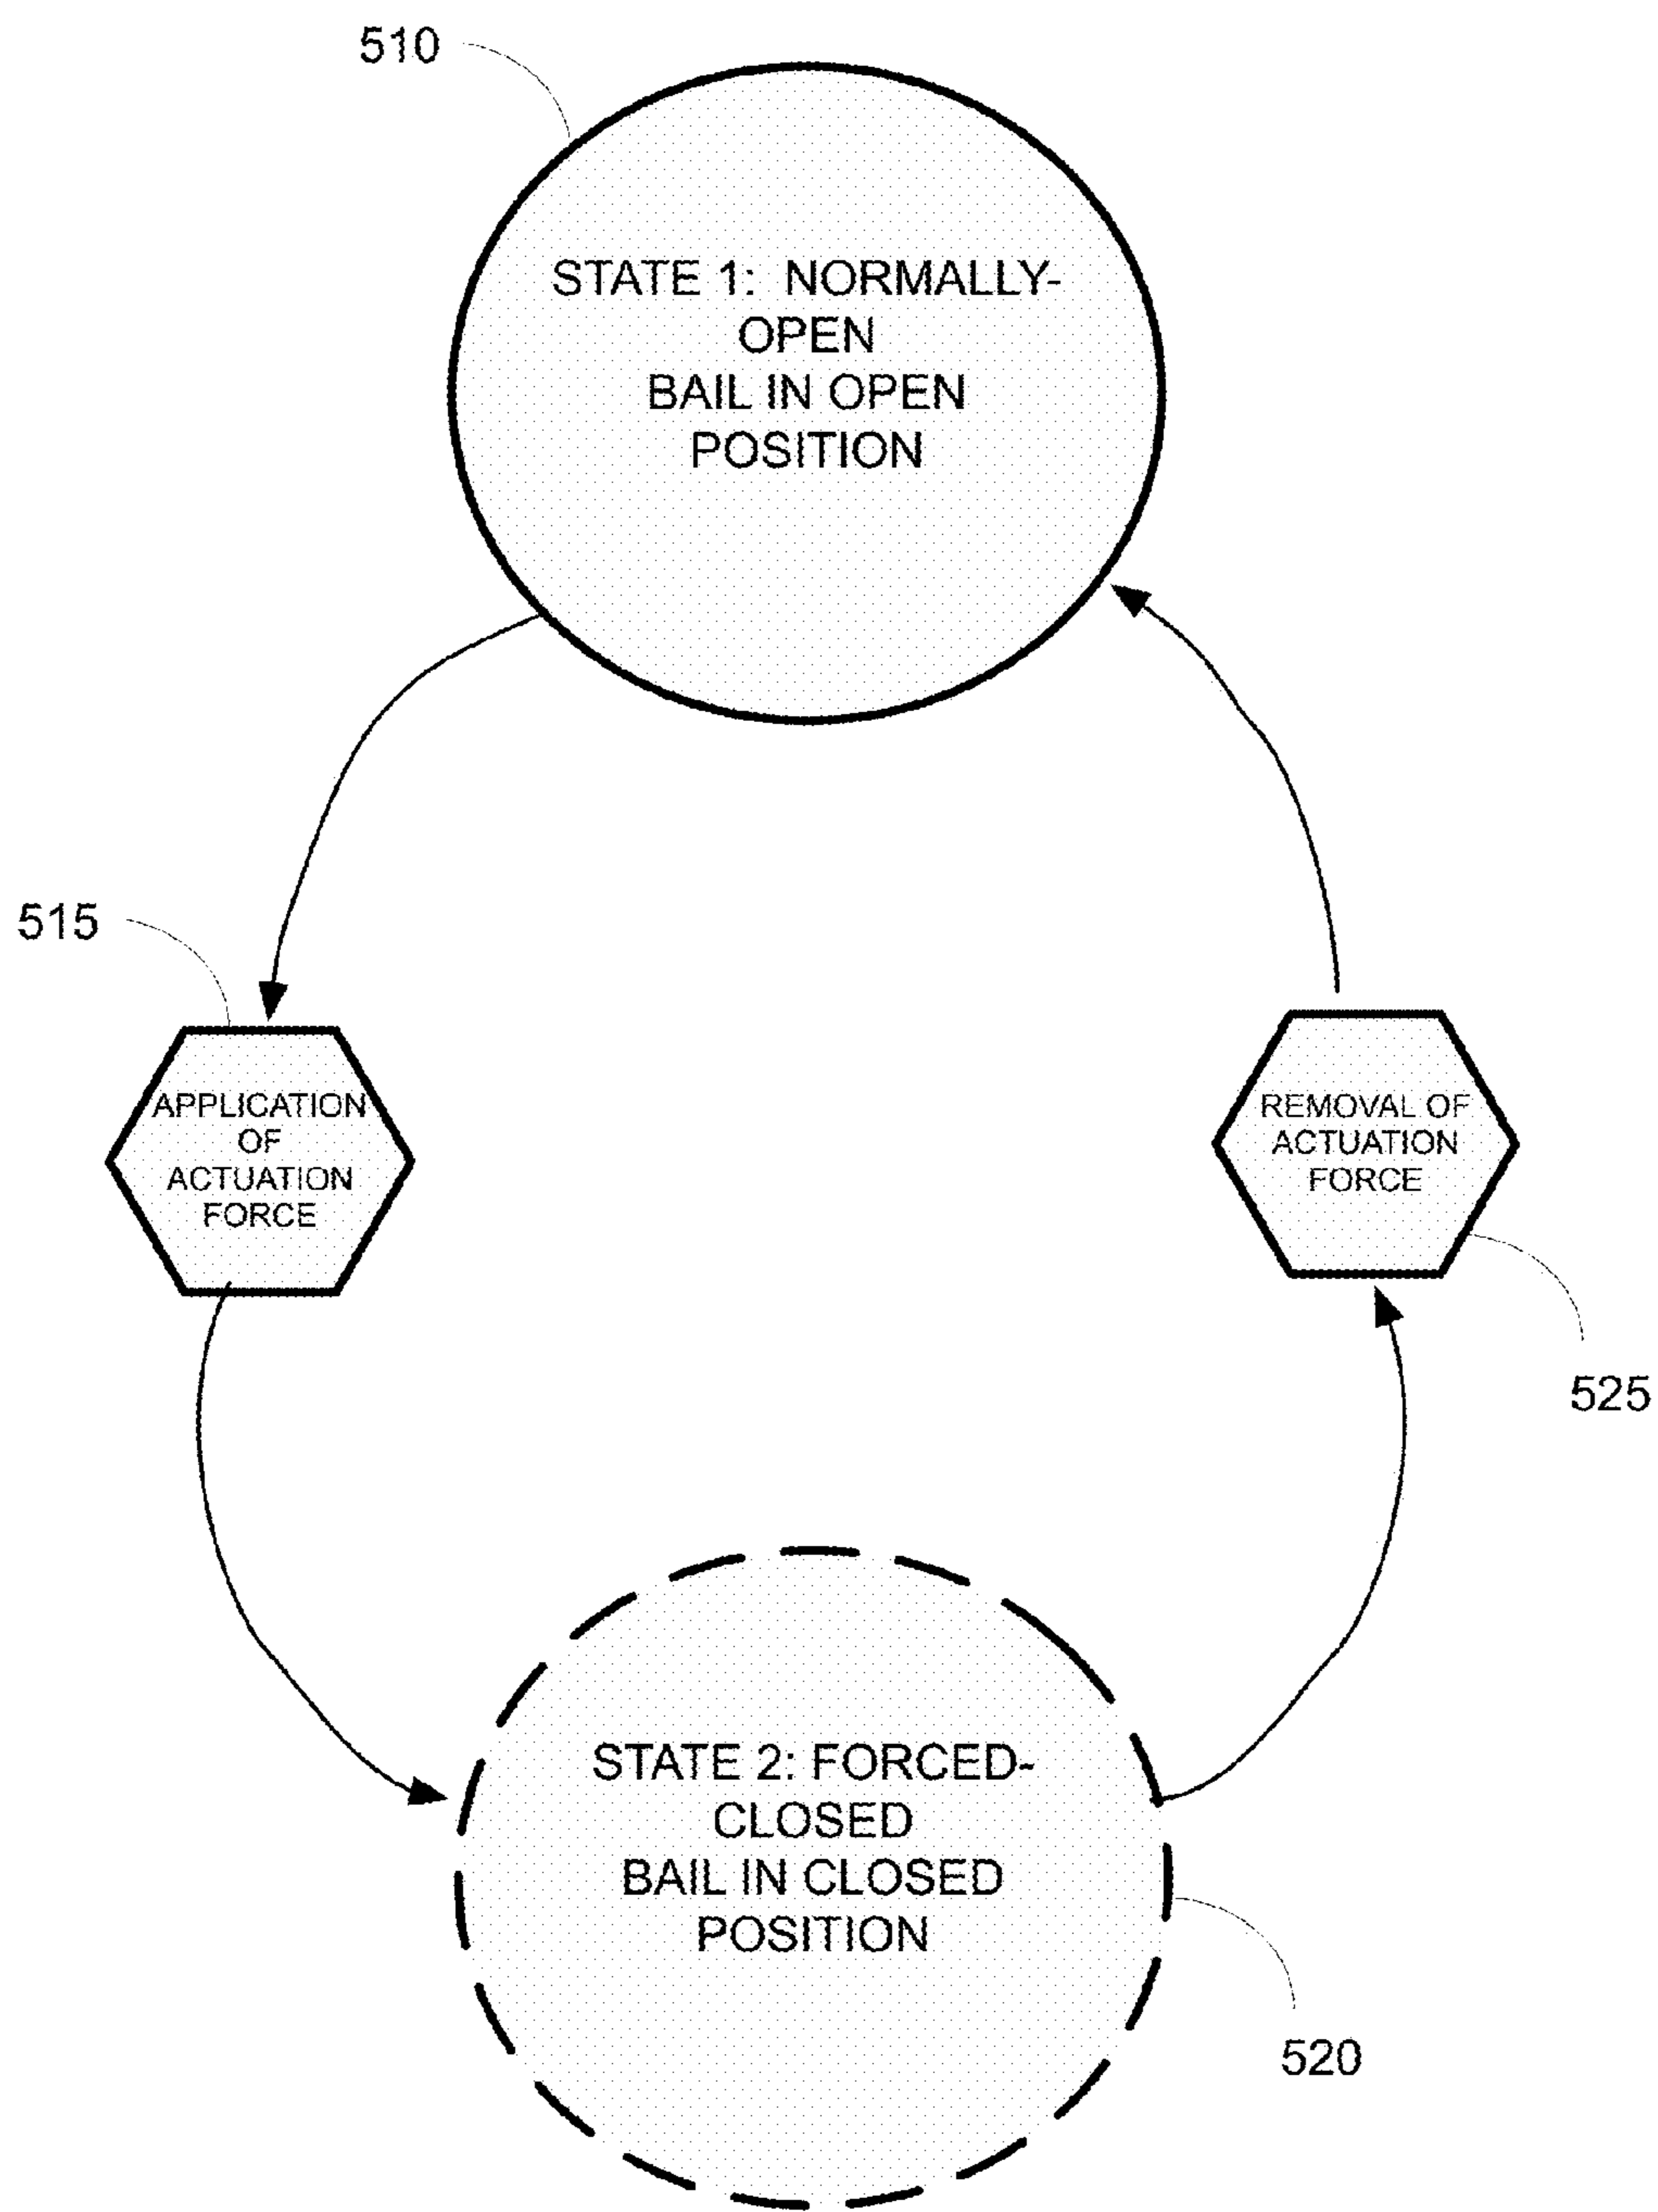 510
STATE 1: NORMALLY-
OPEN
BAIL IN OPEN
POSITION
515
APPLICATION
OF
ACTUATION
FORCE
REMOVAL OF
ACTUATION
FORCE
525
STATE 2: FORCED-
CLOSED
BAIL IN CLOSED
POSITION
520